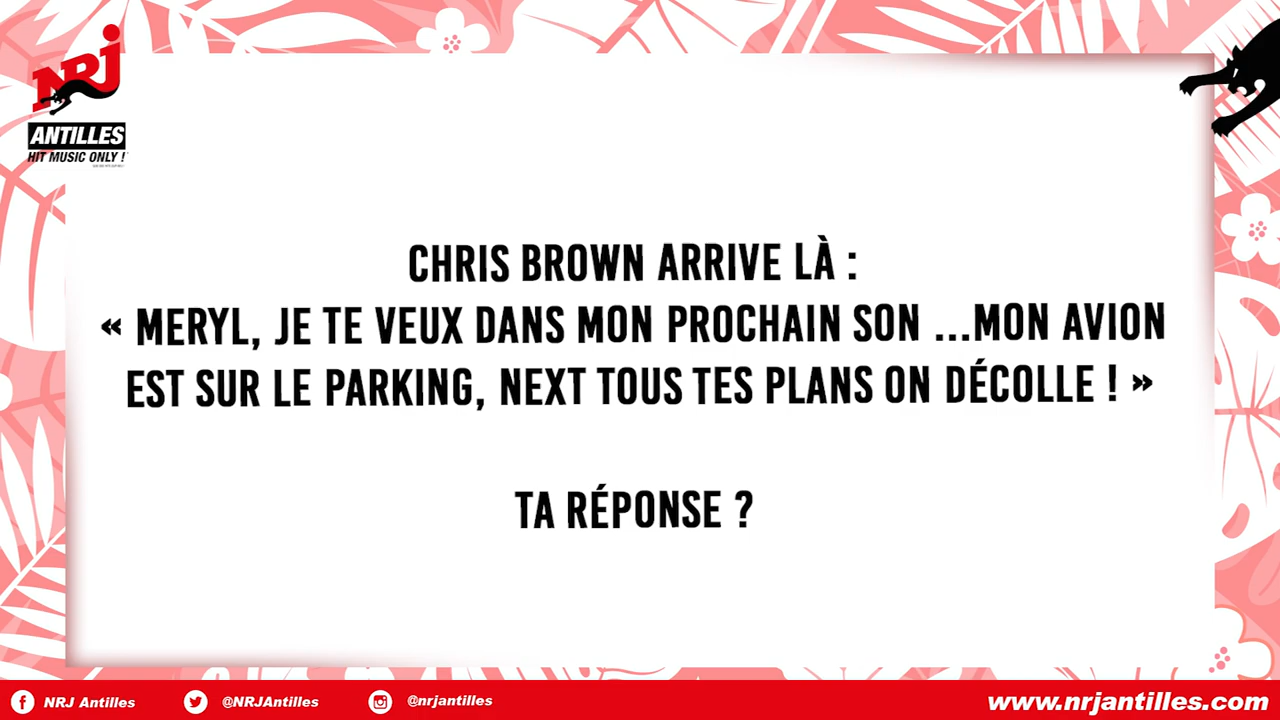 NRJ
ANTILLES
HIT MUSIC ONLY !
CHRIS BROWN ARRIVE LÀ :
« MERYL, JE TE VEUX DANS MON PROCHAIN SON ...MON AVION
EST SUR LE PARKING, NEXT TOUS TES PLANS ON DÉCOLLE ! »
TA RÉPONSE ?
NRJ Antilles
@NRJAntilles
@nrjantilles
www.nrjantilles.com